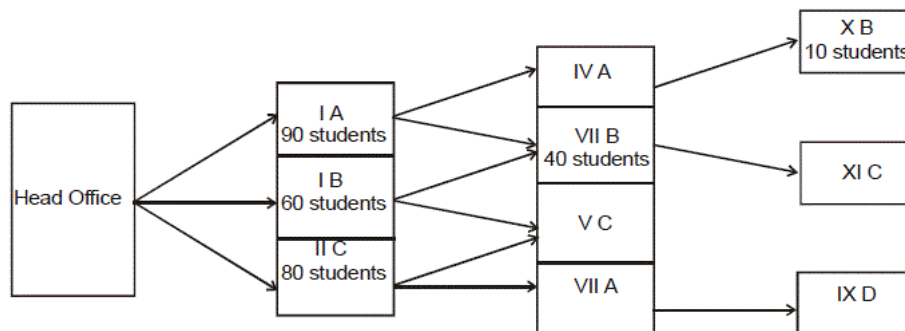 Head Office
I A
90 students
I B
60 students
II C
80 students
IV A
VII B
40 students
V C
VII A
X B
10 students
XI C
IX D